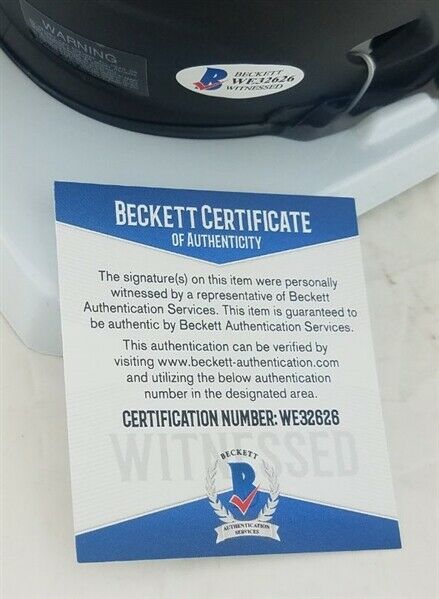 WARNING
BECKETT
WE32626
WITNESSED
BECKETT CERTIFICATE
OF AUTHENTICITY
The signature(s) on this item were personally
witnessed by a representative of Beckett
Authentication Services. This item is guaranteed to
be authentic by Beckett Authentication Services.
This authentication can be verified by
visiting www.beckett-authentication.com
and utilizing the below authentication
number in the designated area.
CERTIFICATION NUMBER: WE32626
WITNESSED
BECKETT
B
AUTHENTICATION
SERVICES